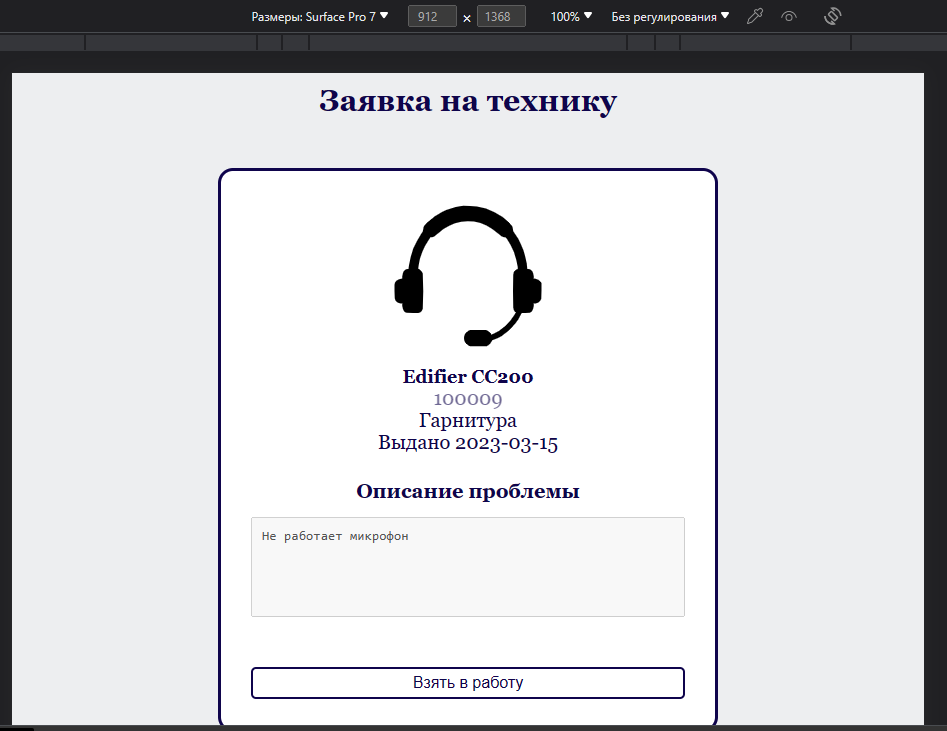 Размеры: Surface Pro 7 912 × 1368 100% Без регулирования
Заявка на технику
Edifier CC200
100009
Гарнитура
Выдано 2023-03-15
Описание проблемы
Не работает микрофон
Взять в работу